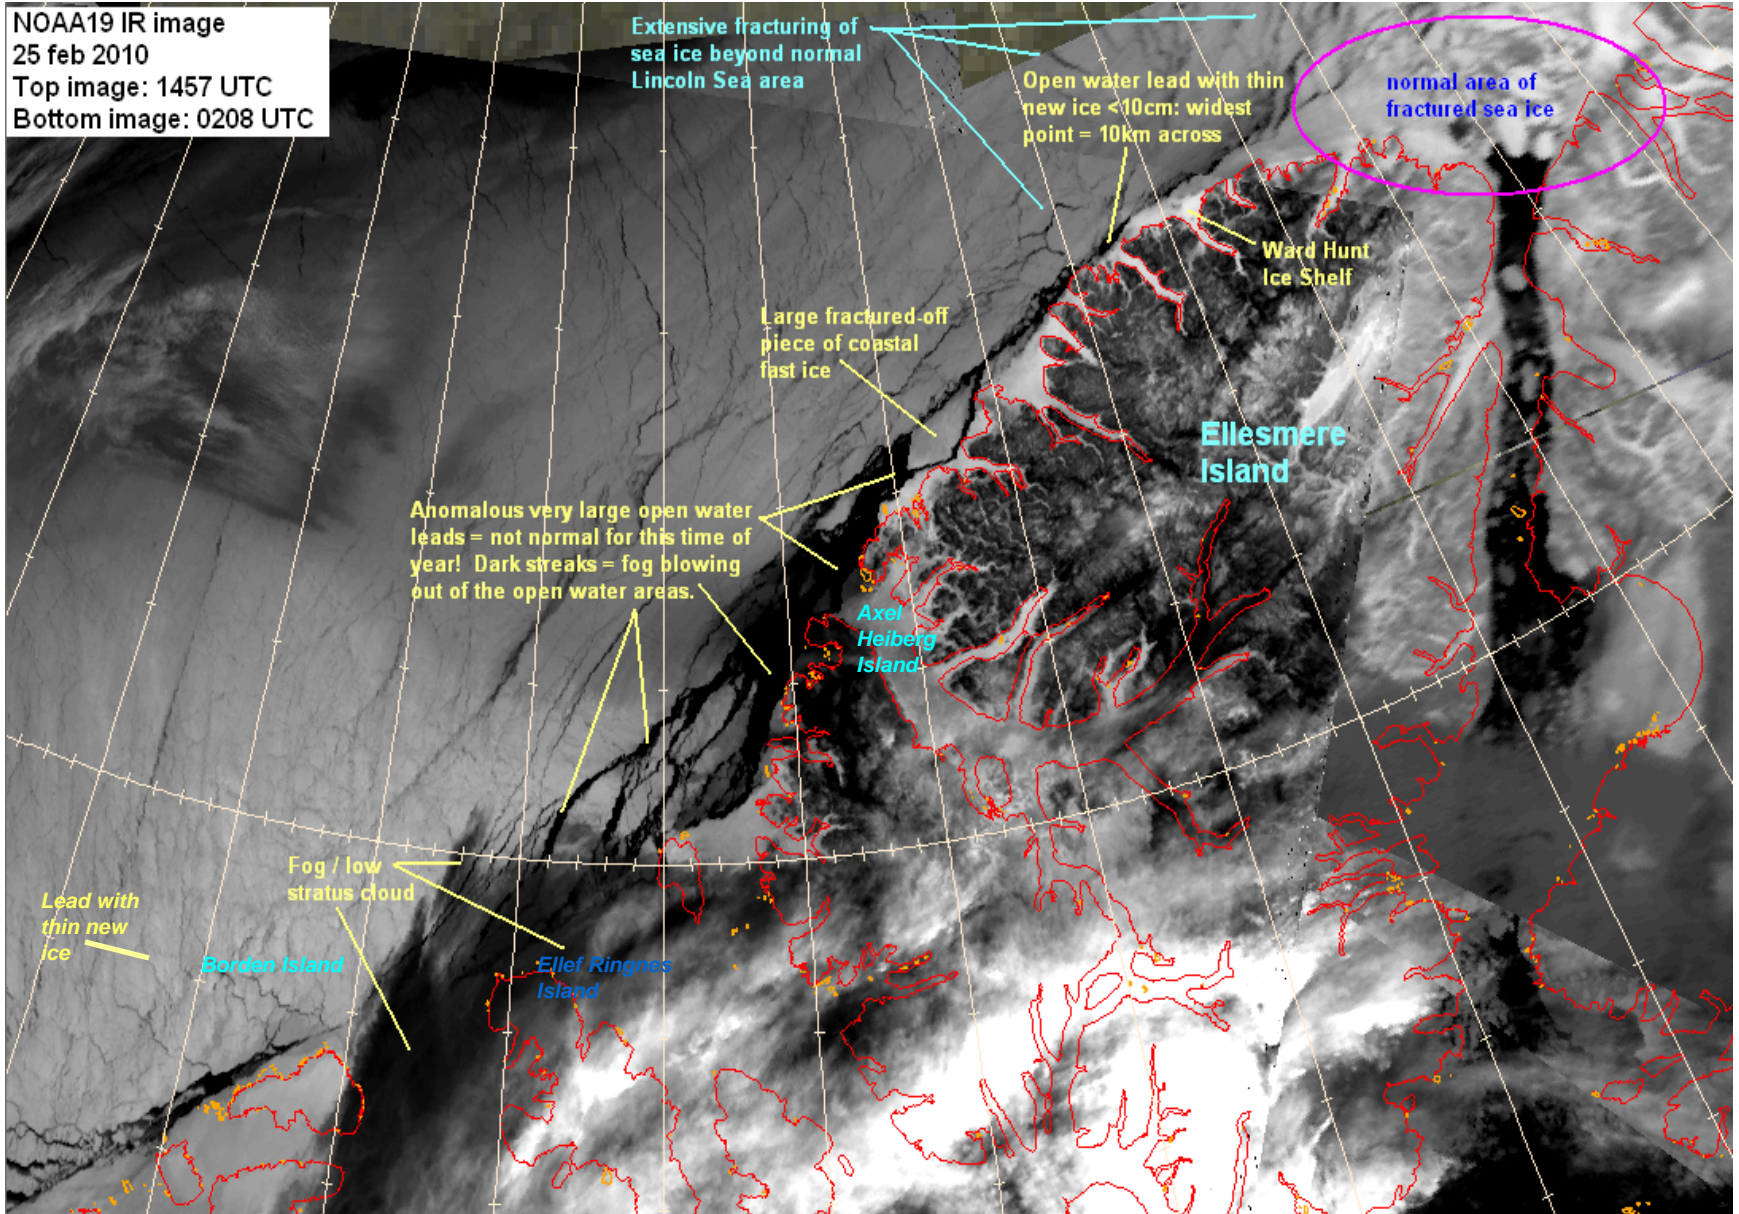 NOAA19 IR image
25 feb 2010
Top image: 1457 UTC
Bottom image: 0208 UTC
Extensive fracturing of
sea ice beyond normal
Lincoln Sea area
Open water lead with thin
new ice <10cm: widest
point = 10km across
normal area of
fractured sea ice
Ward Hunt
Ice Shelf
Large fractured-off
piece of coastal
fast ice
Ellesmere
Island
Anomalous very large open water
leads = not normal for this time of
year!  Dark streaks = fog blowing
out of the open water areas.
Axel
Heiberg
Island
Fog / low
stratus cloud
Lead with
thin new
ice
Borden Island
Ellef Ringnes
Island